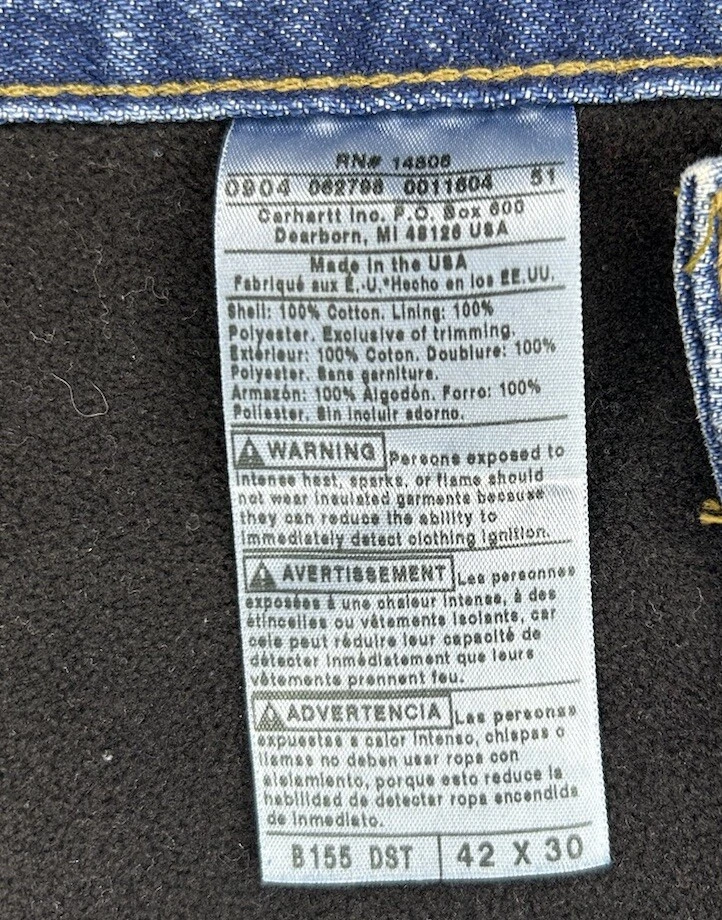 RN# 14806
0904 062798 0011604 51
Carhartt Inc. P.O. Box 600
Dearborn, MI 48126 USA
Made in the USA
Fabriqué aux É.-U.*Hecho en los EE.UU.
Shell: 100% Cotton. Lining: 100%
Polyester. Exclusive of trimming.
Extérieur: 100% Coton. Doublure: 100%
Polyester. Sans garniture.
Armazón: 100% Algodón. Forro: 100%
Poliester. Sin incluir adorno.
WARNING Persons exposed to
intense heat, sparks, or flame should
not wear insulated garments because
they can reduce the ability to
immediately detect clothing ignition.
AVERTISSEMENT Les personnes
exposées à une chaleur intense, à des
étincelles ou vêtements isolants, car
cela peut réduire leur capacité de
détecter immédiatement que leurs
vêtements prennent feu.
ADVERTENCIA Las personas
expuestas a calor intenso, chispas o
llamas no deben usar ropa con
aislamiento, porque esto reduce la
habilidad de detectar ropa encendida
de inmediato.
B155 DST 42 X 30